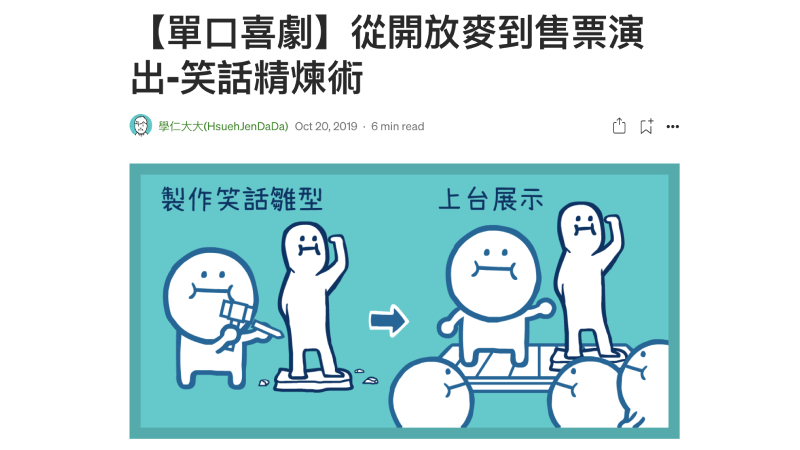 【單口喜劇】從開放麥到售票演
出-笑話精煉術
學仁大大(HsuehJenDaDa) Oct 20, 2019 · 6 min read
製作笑話雛型
上台展示